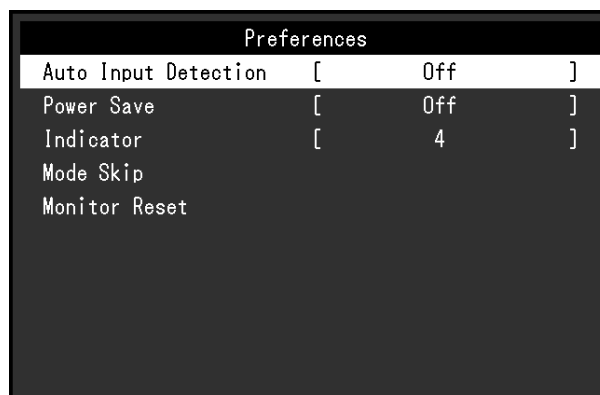 Preferences
Auto Input Detection [ Off ]
Power Save [ Off ]
Indicator [ 4 ]
Mode Skip
Monitor Reset